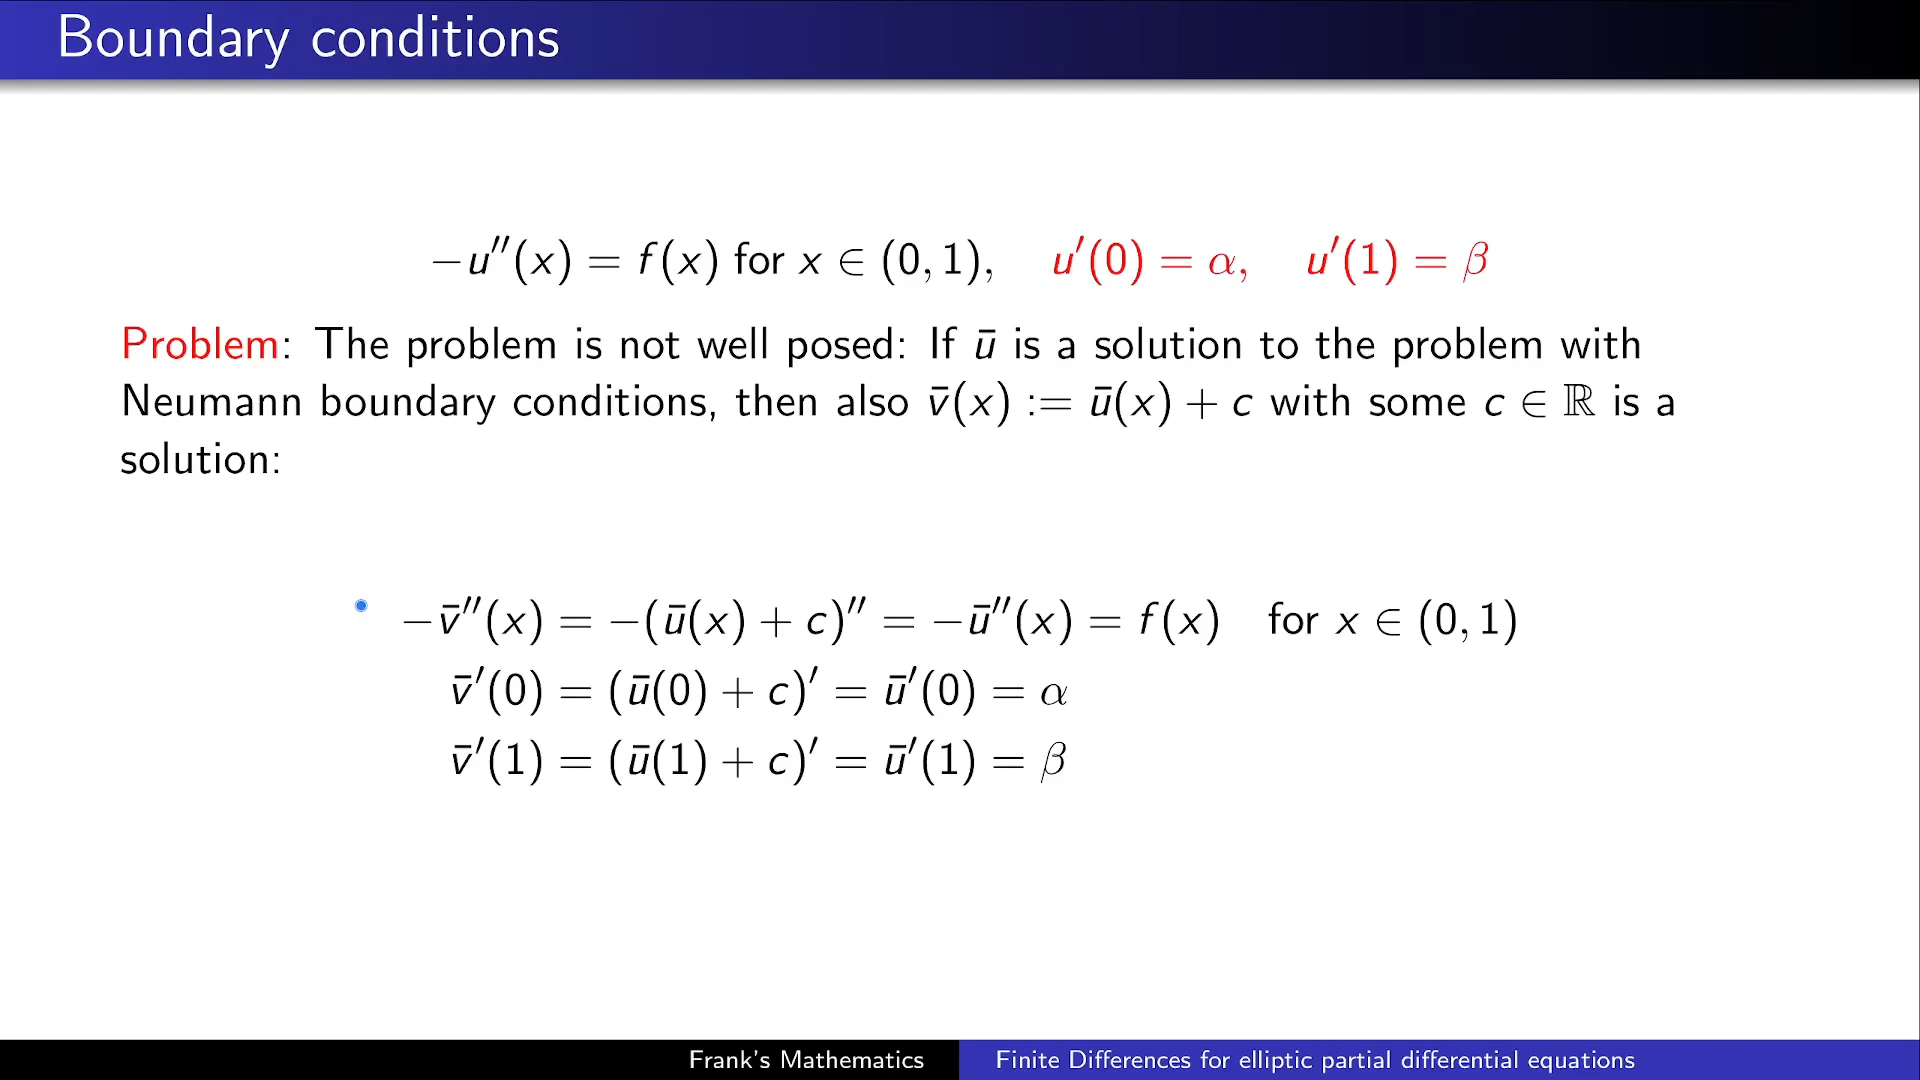 Boundary conditions
−u″(x) = f(x) for x ∈ (0, 1), u′(0) = α, u′(1) = β
Problem: The problem is not well posed: If ū is a solution to the problem with
Neumann boundary conditions, then also v̄(x) := ū(x) + c with some c ∈ ℝ is a
solution:
−v̄″(x) = −(ū(x) + c)″ = −ū″(x) = f(x) for x ∈ (0, 1)
v̄′(0) = (ū(0) + c)′ = ū′(0) = α
v̄′(1) = (ū(1) + c)′ = ū′(1) = β
Frank's Mathematics
Finite Differences for elliptic partial differential equations